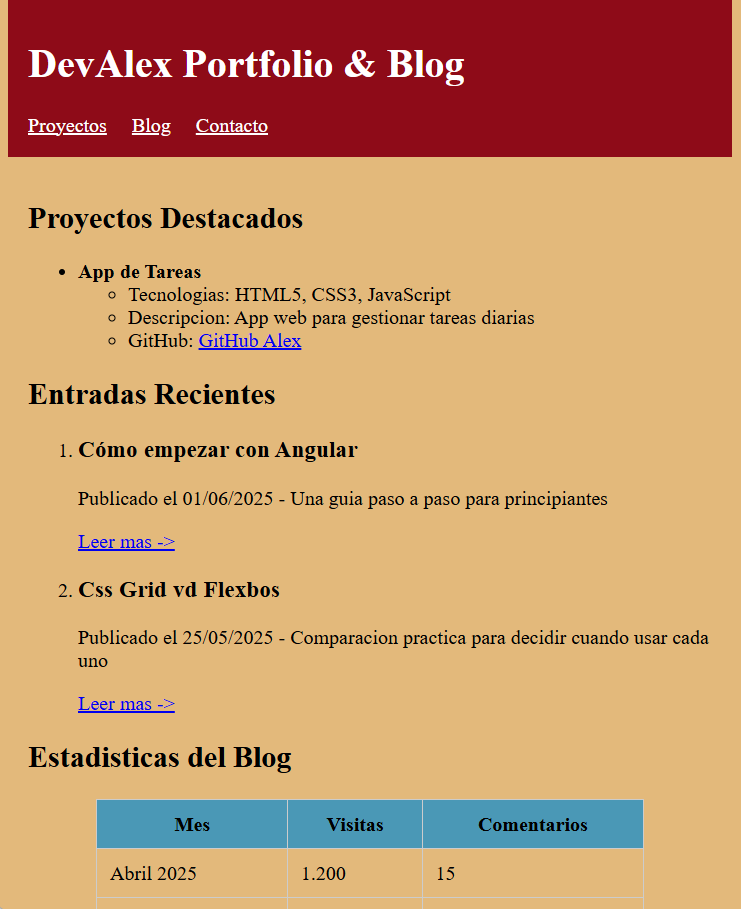 DevAlex Portfolio & Blog
Proyectos Blog Contacto
Proyectos Destacados
App de Tareas
Tecnologias: HTML5, CSS3, JavaScript
Descripcion: App web para gestionar tareas diarias
GitHub: GitHub Alex
Entradas Recientes
1. Cómo empezar con Angular
Publicado el 01/06/2025 - Una guia paso a paso para principiantes
Leer mas ->
2. Css Grid vd Flexbos
Publicado el 25/05/2025 - Comparacion practica para decidir cuando usar cada
uno
Leer mas ->
Estadisticas del Blog
Mes Visitas Comentarios
Abril 2025 1.200 15